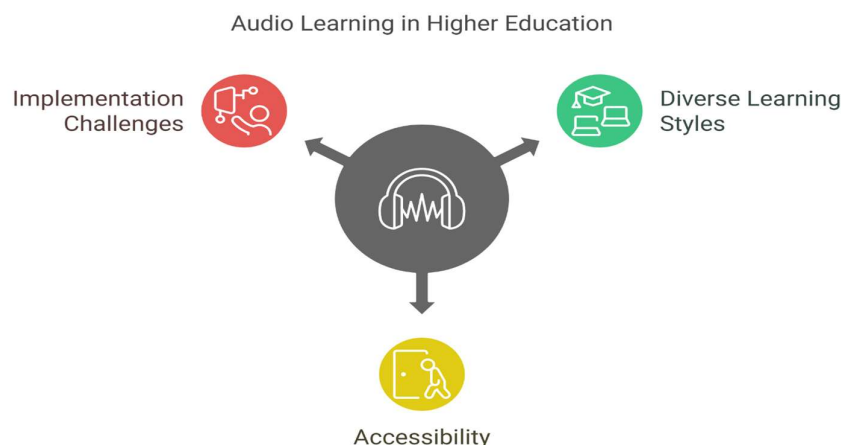 Audio Learning in Higher Education
Implementation
Challenges
Diverse Learning
Styles
Accessibility